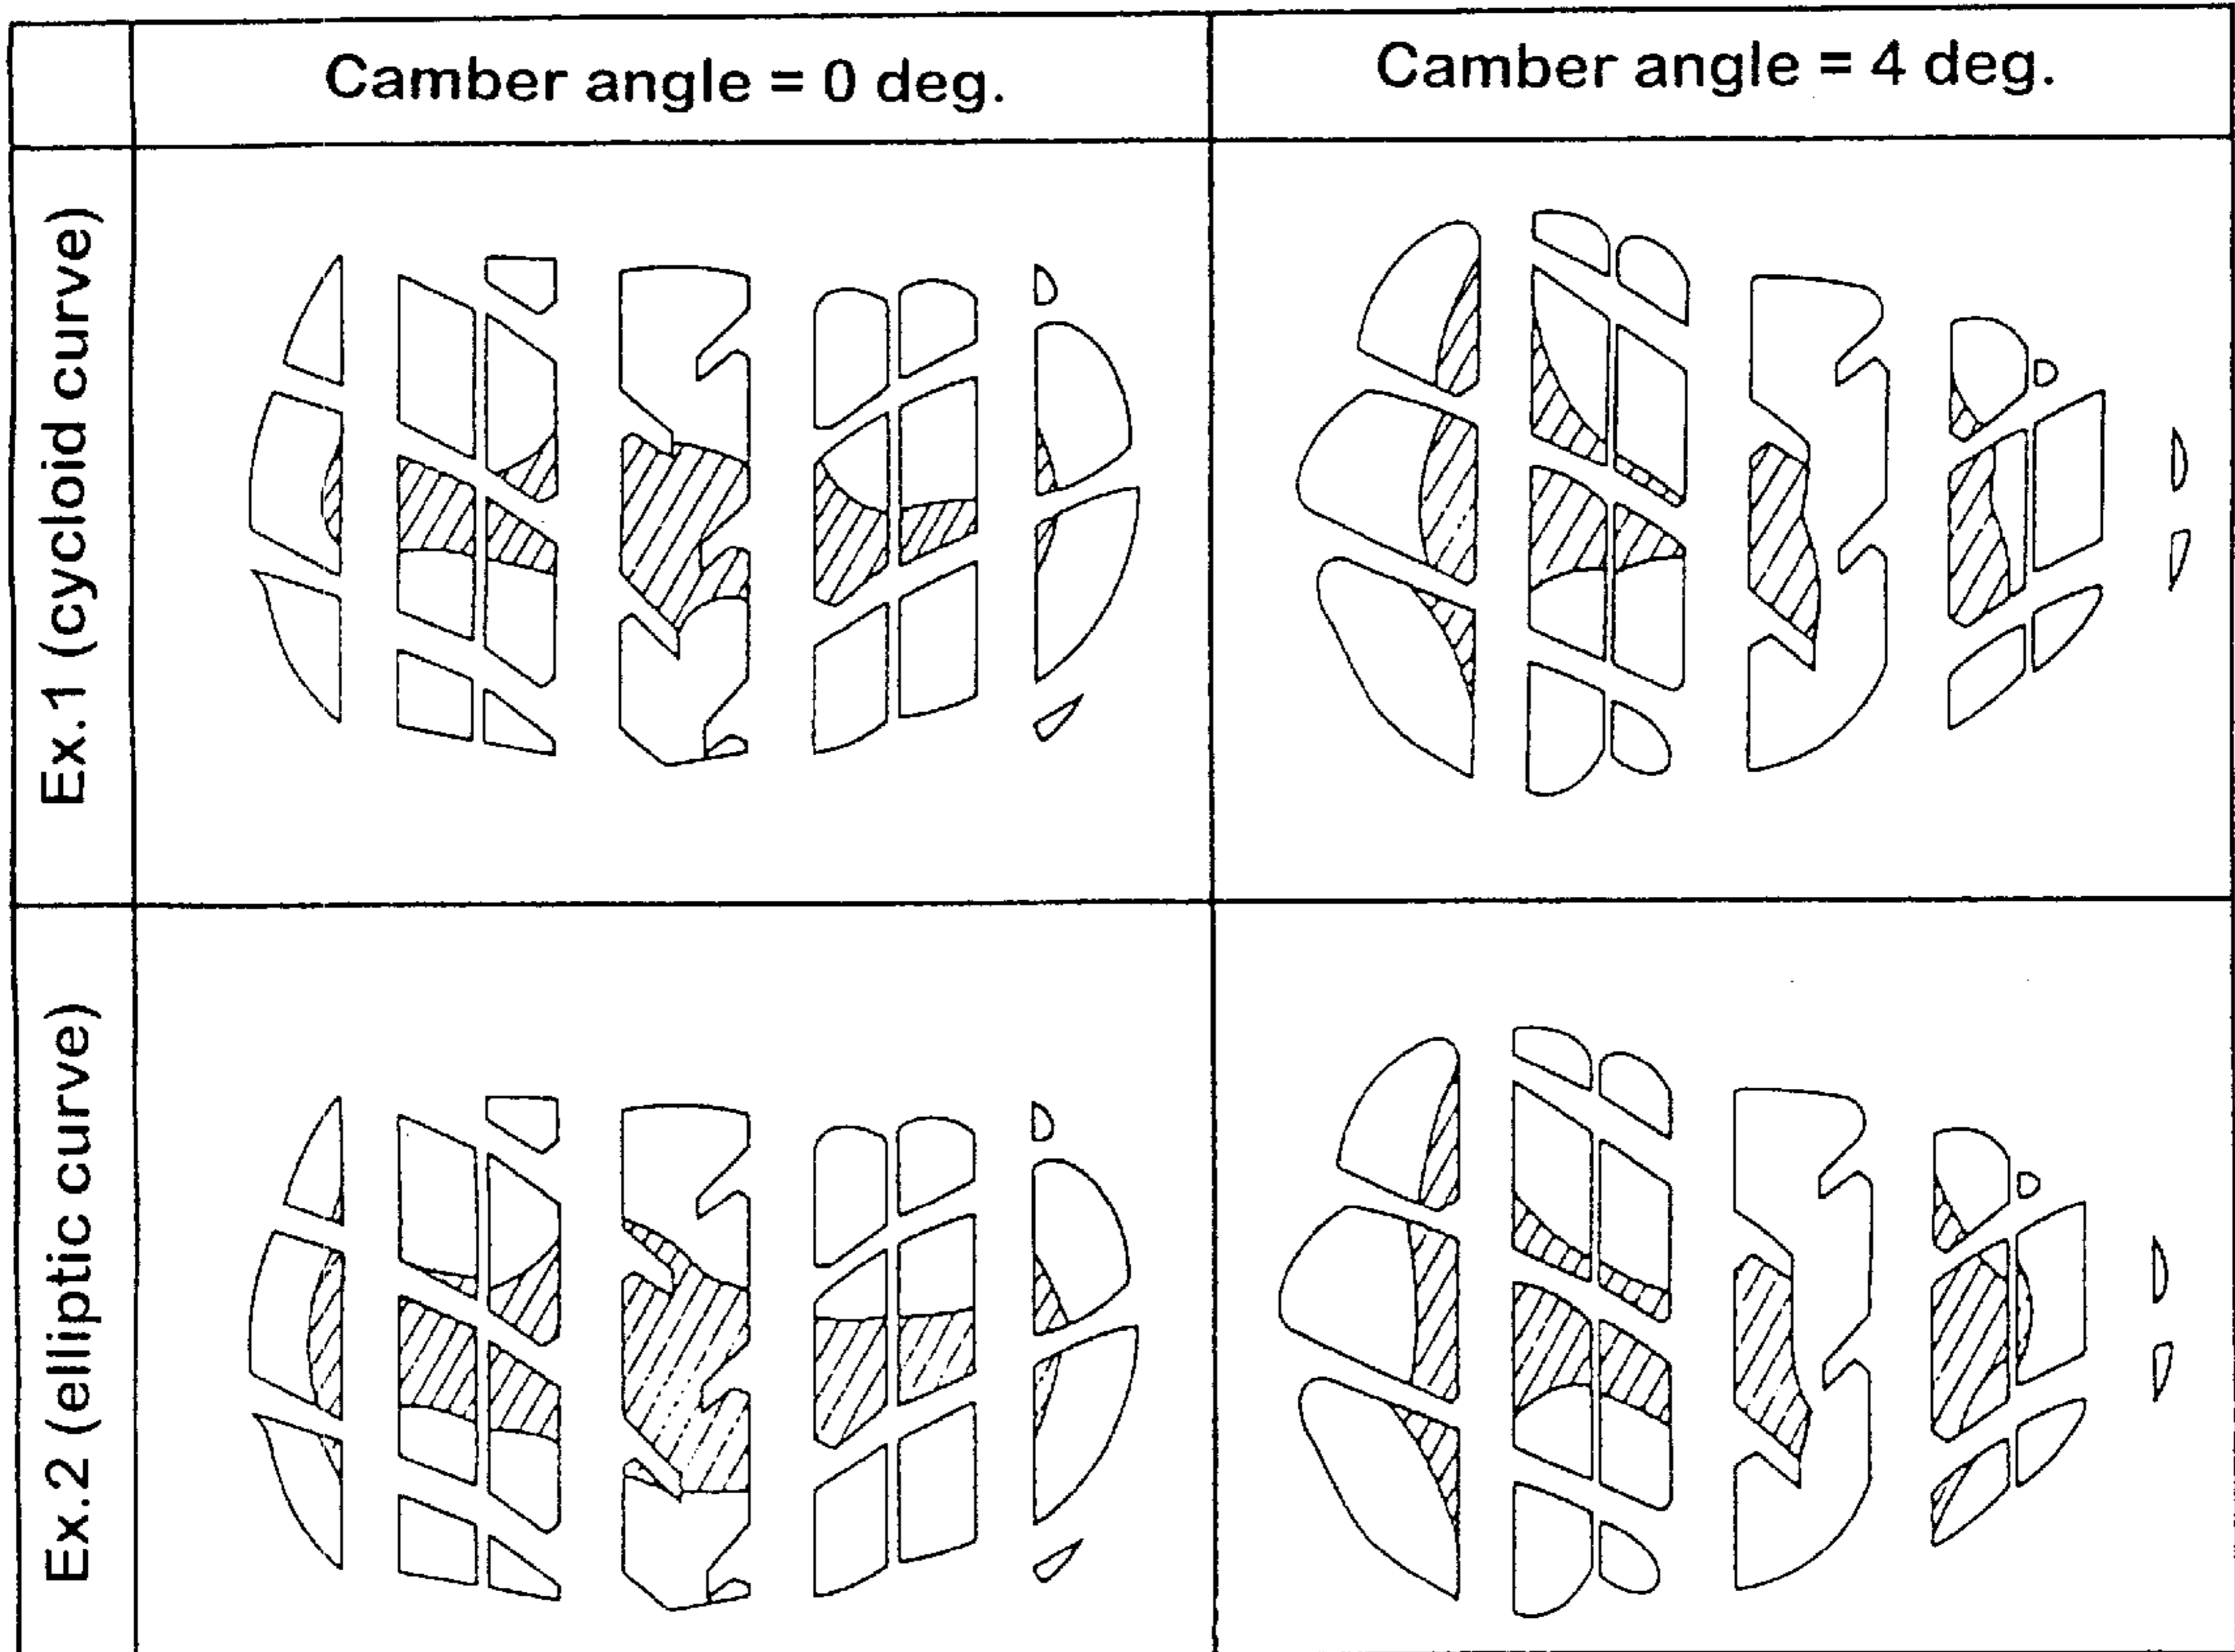 Camber angle = 0 deg.
Camber angle = 4 deg.
Ex.1 (cycloid curve)
Ex.2 (elliptic curve)